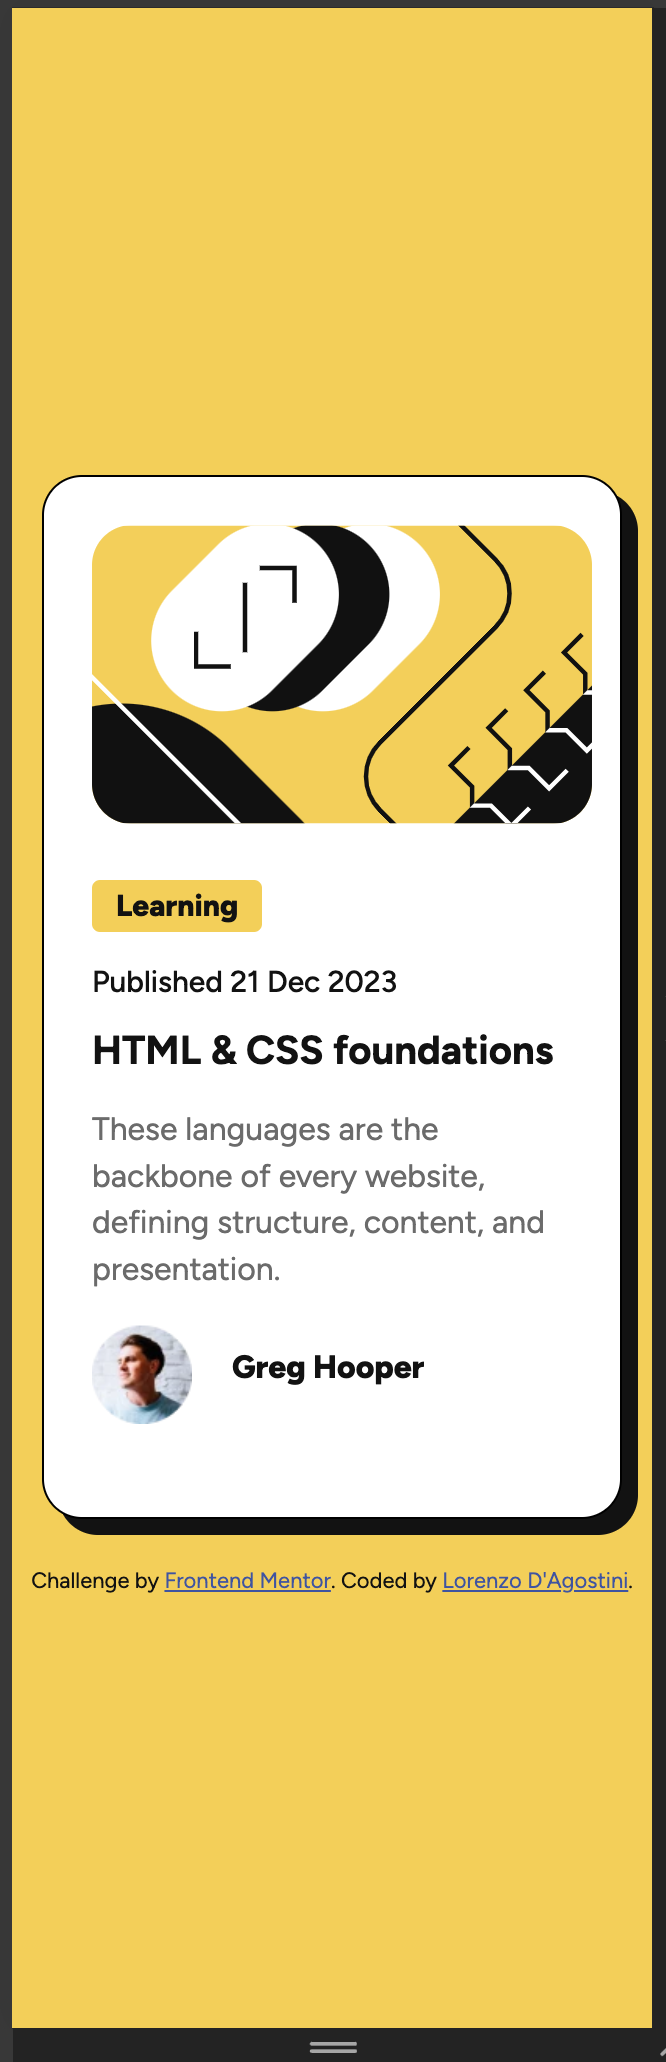 Learning
Published 21 Dec 2023
HTML & CSS foundations
These languages are the
backbone of every website,
defining structure, content, and
presentation.
Greg Hooper
Challenge by Frontend Mentor. Coded by Lorenzo D'Agostini.